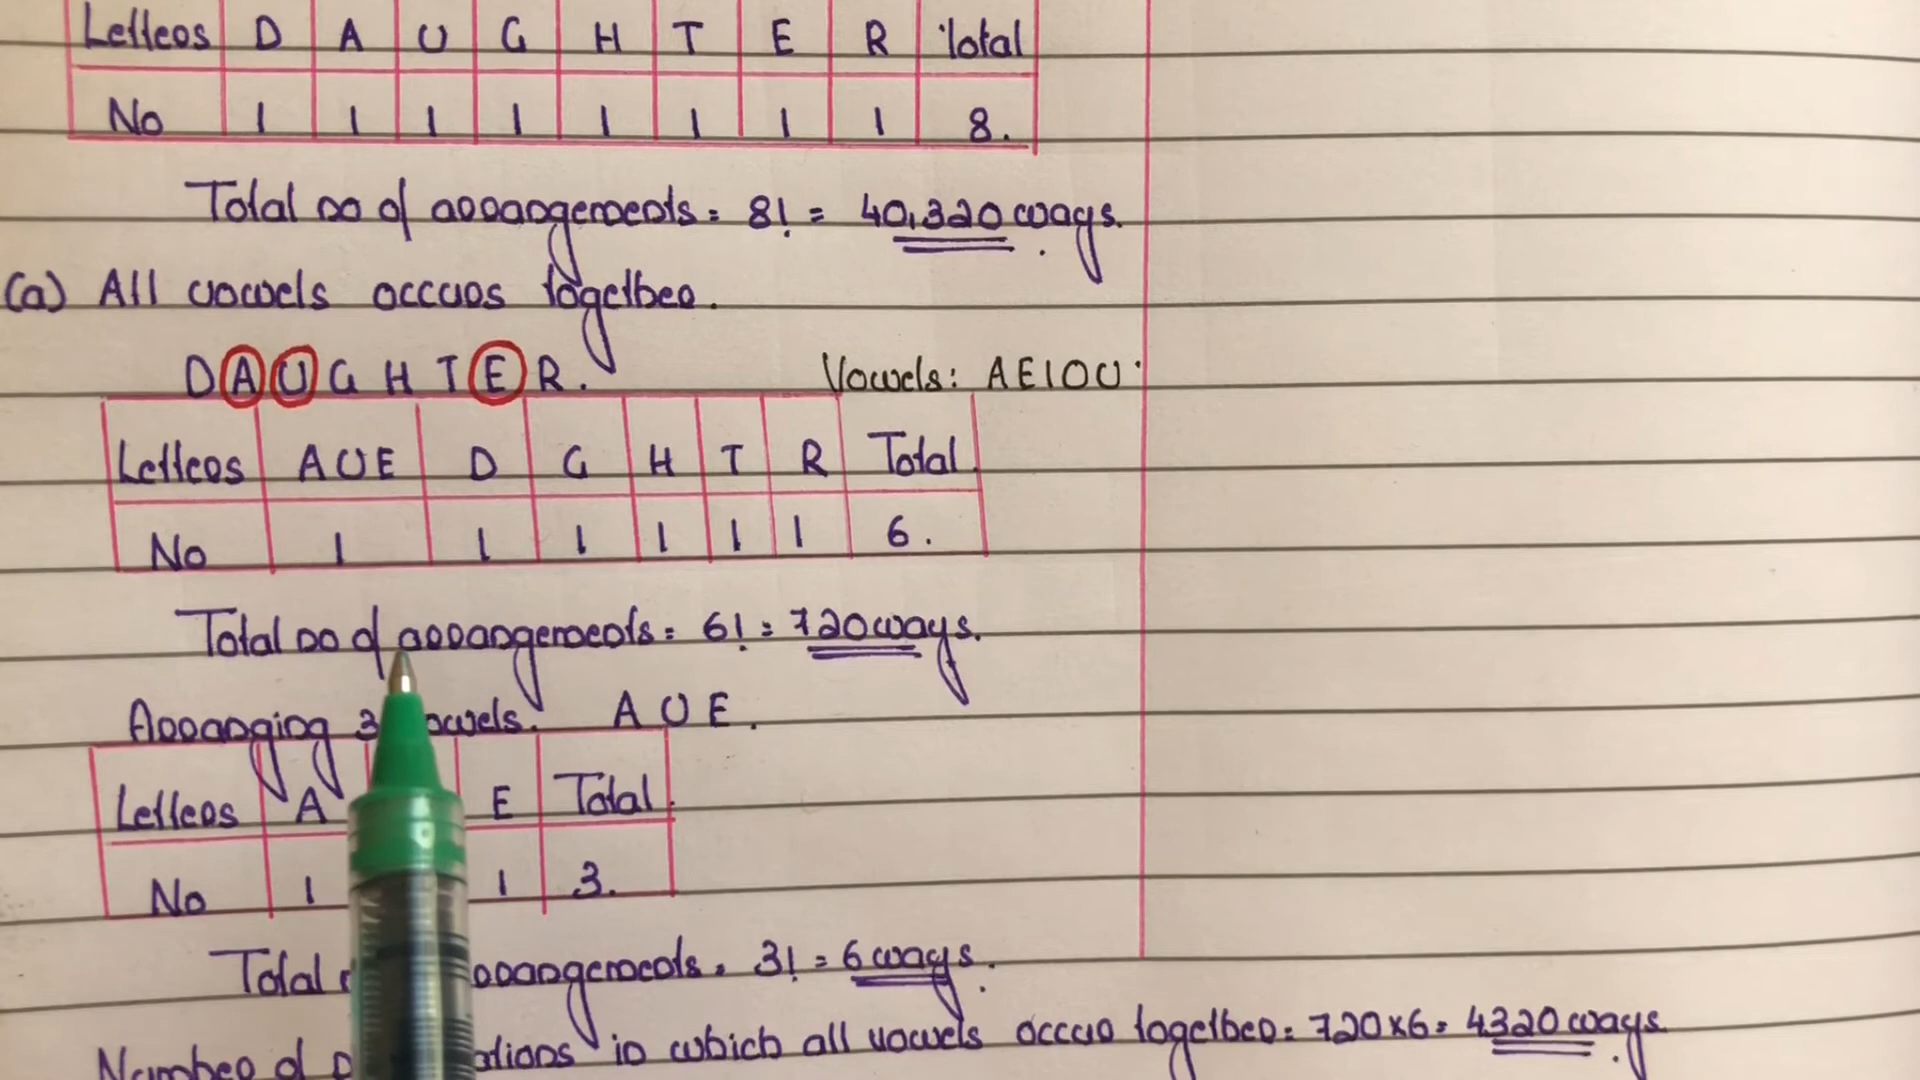 Letters D A U G H T E R Total
No 1 1 1 1 1 1 1 1 8.
Total no of arrangements = 8! = 40,320 ways.
(a) All vowels occurs together.
D A U G H T E R.
Vowels: A E I O U
Letters AUE D G H T R Total
No 1 1 1 1 1 1 6.
Total no of arrangements = 6! = 720 ways.
Arranging 3 vowels. A U E.
Letters A E Total
No 1 1 3.
Total arrangements = 3! = 6 ways.
Number of in which all vowels occur together = 720×6 = 4320 ways.